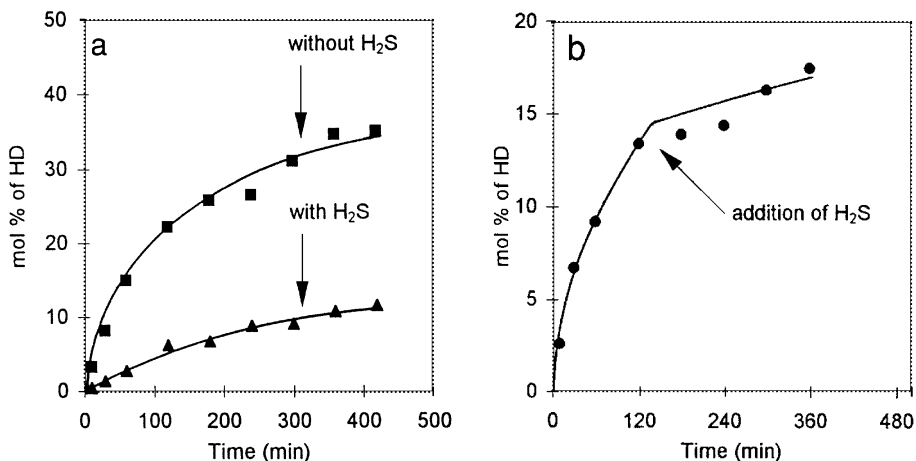 a
without H₂S
with H₂S
mol % of HD
50
40
30
20
10
0
0 100 200 300 400 500
Time (min)
b
addition of H₂S
mol % of HD
20
15
10
5
0
0 120 240 360 480
Time (min)